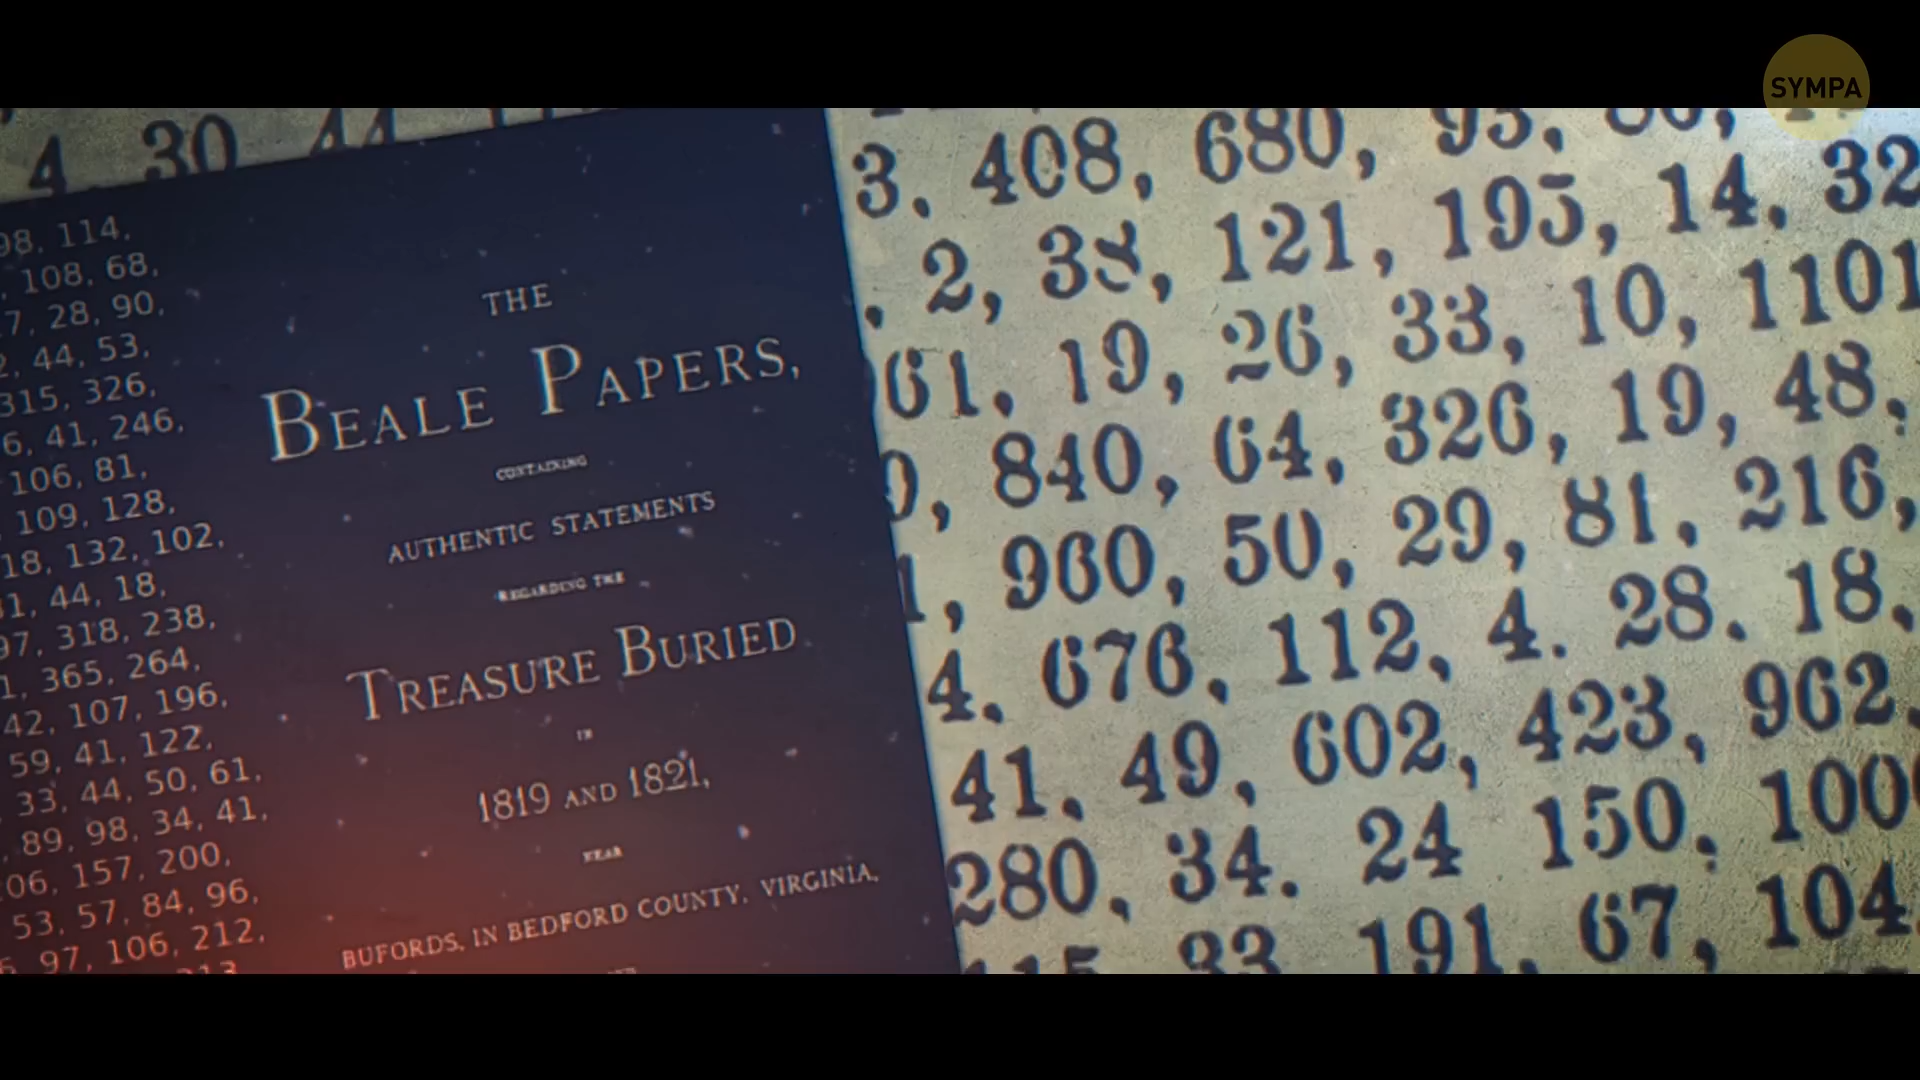 SYMPA
4, 30, 44
98, 114,
, 108, 68,
7, 28, 90,
2, 44, 53,
315, 326,
6, 41, 246,
106, 81,
109, 128,
18, 132, 102,
31, 44, 18,
97, 318, 238,
1, 365, 264,
42, 107, 196,
59, 41, 122,
33, 44, 50, 61,
, 89, 98, 34, 41,
06, 157, 200,
53, 57, 84, 96,
97, 106, 212,
THE
BEALE PAPERS,
CONTAINING
AUTHENTIC STATEMENTS
REGARDING THE
TREASURE BURIED
IN
1819 AND 1821,
NEAR
BUFORDS, IN BEDFORD COUNTY, VIRGINIA,
3, 408, 680, 93,
, 2, 38, 121, 195, 14, 32
61, 19, 26, 33, 10, 1101
0, 840, 64, 326, 19, 48,
1, 960, 50, 29, 81, 216,
4, 676, 112, 4. 28. 18,
41, 49, 602, 423, 962,
280, 34. 24 150, 100
33, 191, 67, 104